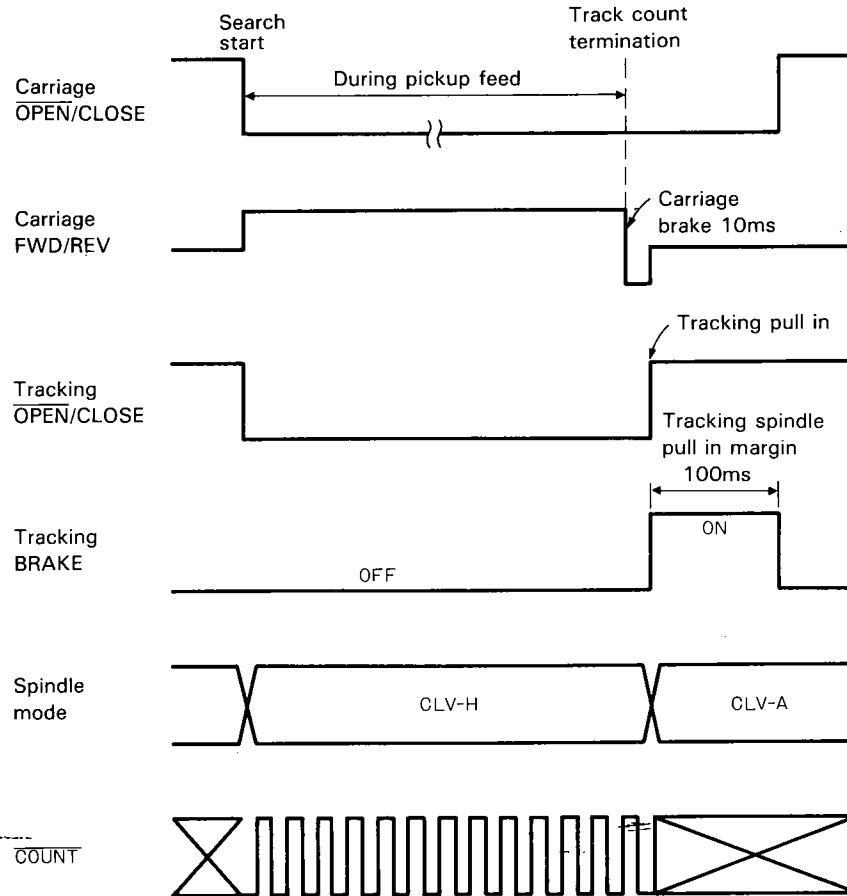 Search
start
Track count
termination
Carriage
OPEN/CLOSE
During pickup feed
Carriage
FWD/REV
Carriage
brake 10ms
Tracking pull in
Tracking
OPEN/CLOSE
Tracking spindle
pull in margin
100ms
Tracking
BRAKE
OFF
ON
Spindle
mode
CLV-H
CLV-A
COUNT